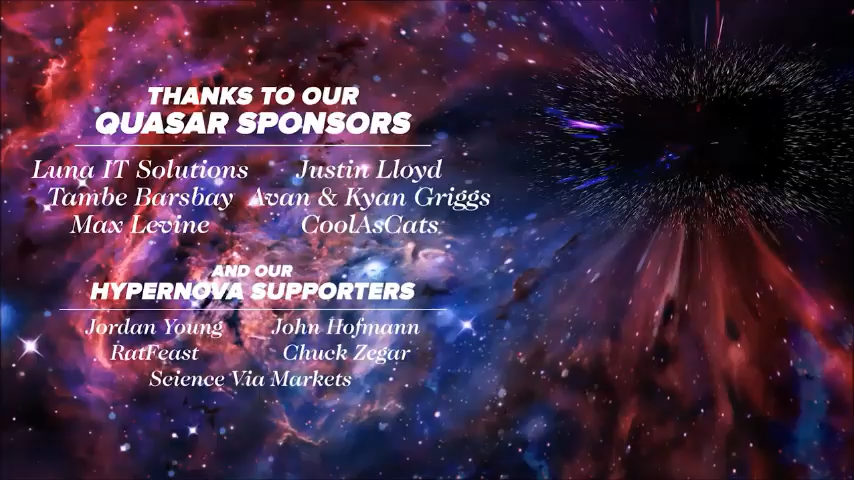 THANKS TO OUR
QUASAR SPONSORS
Luna IT Solutions Justin Lloyd
Tambe Barsbay Avan & Kyan Griggs
Max Levine CoolAsCats
AND OUR
HYPERNOVA SUPPORTERS
Jordan Young John Hofmann
RatFeast Chuck Zegar
Science Via Markets